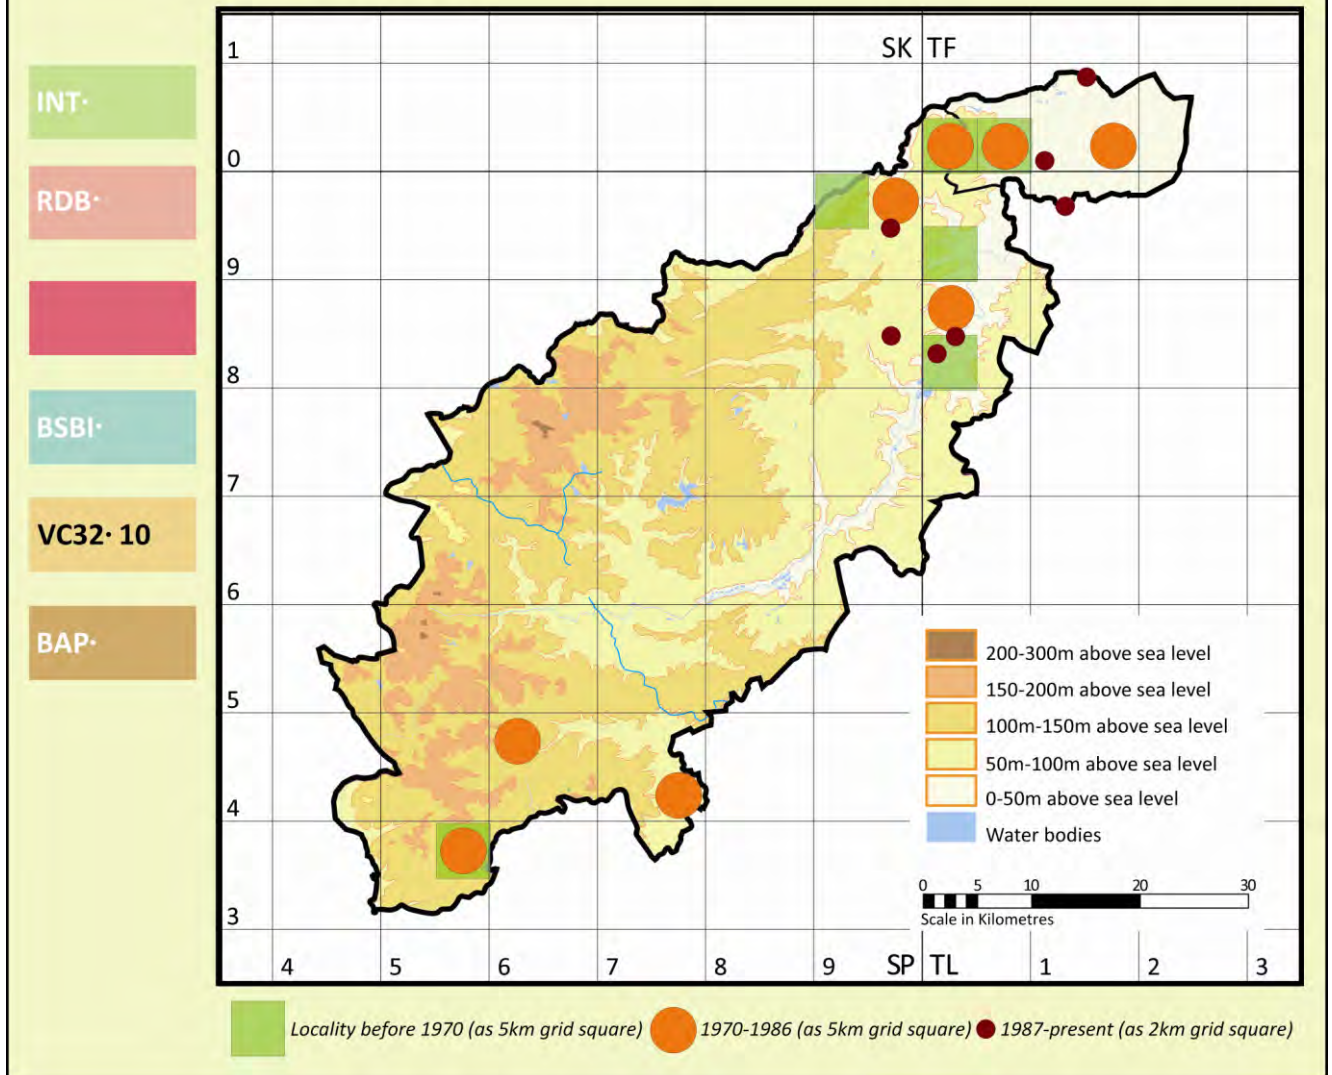 INT·
RDB·
BSBI·
VC32· 10
BAP·
SK TF
1
0
9
8
7
6
5
4
3
200-300m above sea level
150-200m above sea level
100m-150m above sea level
50m-100m above sea level
0-50m above sea level
Water bodies
0 5 10 20 30
Scale in Kilometres
4 5 6 7 8 9 SP TL 1 2 3
Locality before 1970 (as 5km grid square) 1970-1986 (as 5km grid square) 1987-present (as 2km grid square)